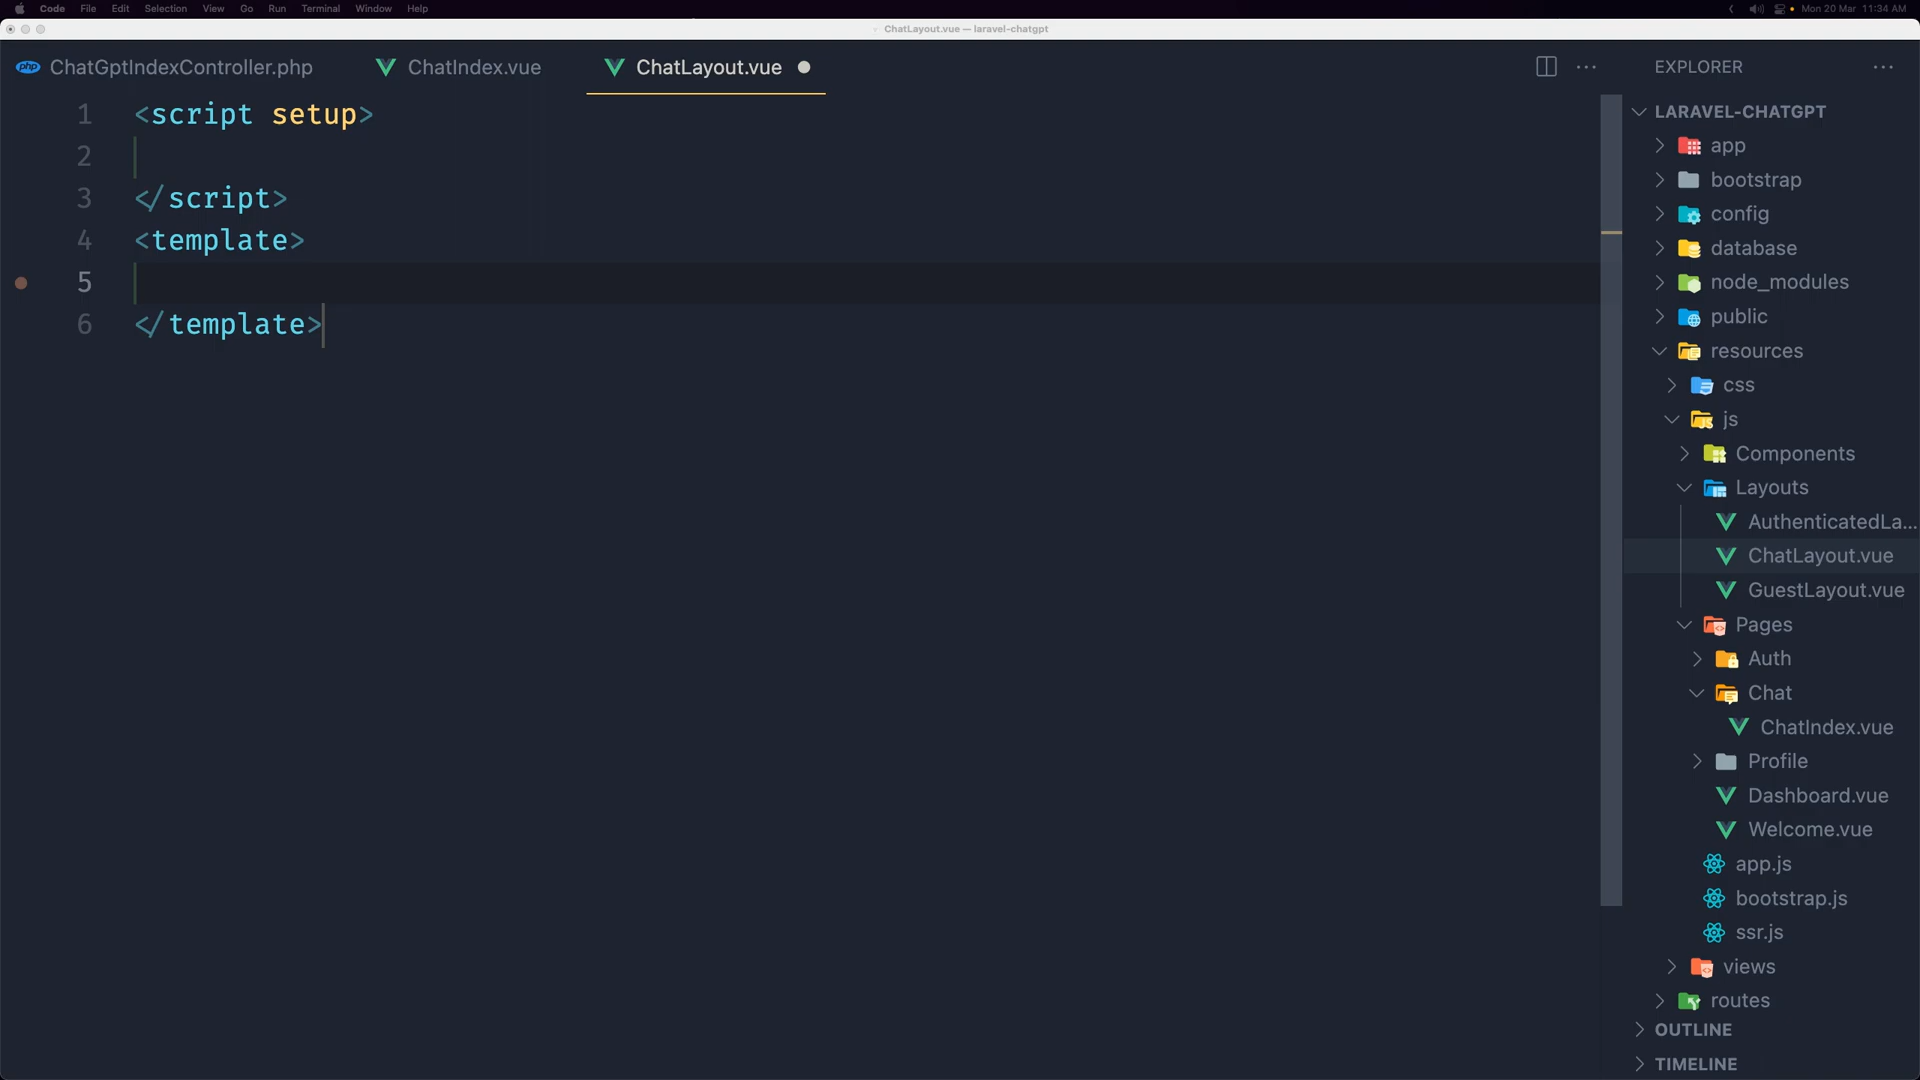 Code File Edit Selection View Go Run Terminal Window Help Mon 20 Mar 11:34 AM
ChatLayout.vue — laravel-chatgpt
php ChatGptIndexController.php ChatIndex.vue ChatLayout.vue
1 <script setup>
2
3 </script>
4 <template>
5
6 </template>
EXPLORER
LARAVEL-CHATGPT
app
bootstrap
config
database
node_modules
public
resources
css
js
Components
Layouts
AuthenticatedLa...
ChatLayout.vue
GuestLayout.vue
Pages
Auth
Chat
ChatIndex.vue
Profile
Dashboard.vue
Welcome.vue
app.js
bootstrap.js
ssr.js
views
routes
OUTLINE
TIMELINE